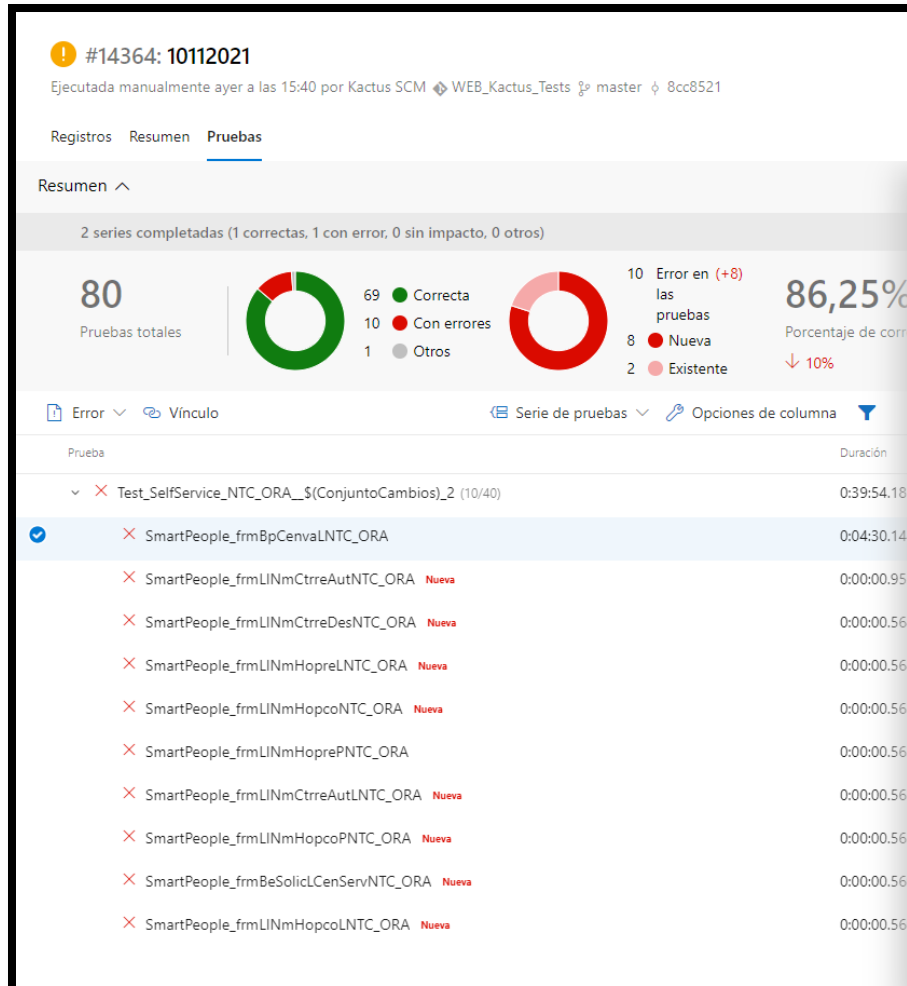 #14364: 10112021
Ejecutada manualmente ayer a las 15:40 por Kactus SCM WEB_Kactus_Tests master 8cc8521
Registros Resumen Pruebas
Resumen
2 series completadas (1 correctas, 1 con error, 0 sin impacto, 0 otros)
80
Pruebas totales
69 Correcta
10 Con errores
1 Otros
10 Error en (+8)
las
pruebas
8 Nueva
2 Existente
86,25%
Porcentaje de
10%
Error Vínculo Serie de pruebas Opciones de columna
Prueba Duración
Test_SelfService_NTC_ORA__$(ConjuntoCambios)_2 (10/40) 0:39:54.18
SmartPeople_frmBpCenvaLNTC_ORA 0:04:30.14
SmartPeople_frmLINmCtrreAutNTC_ORA Nueva 0:00:00.95
SmartPeople_frmLINmCtrreDesNTC_ORA Nueva 0:00:00.56
SmartPeople_frmLINmHopreLNTC_ORA Nueva 0:00:00.56
SmartPeople_frmLINmHopcoNTC_ORA Nueva 0:00:00.56
SmartPeople_frmLINmHoprePNTC_ORA 0:00:00.56
SmartPeople_frmLINmCtrreAutLNTC_ORA Nueva 0:00:00.56
SmartPeople_frmLINmHopcoPNTC_ORA Nueva 0:00:00.56
SmartPeople_frmBeSolicLCenServNTC_ORA Nueva 0:00:00.56
SmartPeople_frmLINmHopcoLNTC_ORA Nueva 0:00:00.56